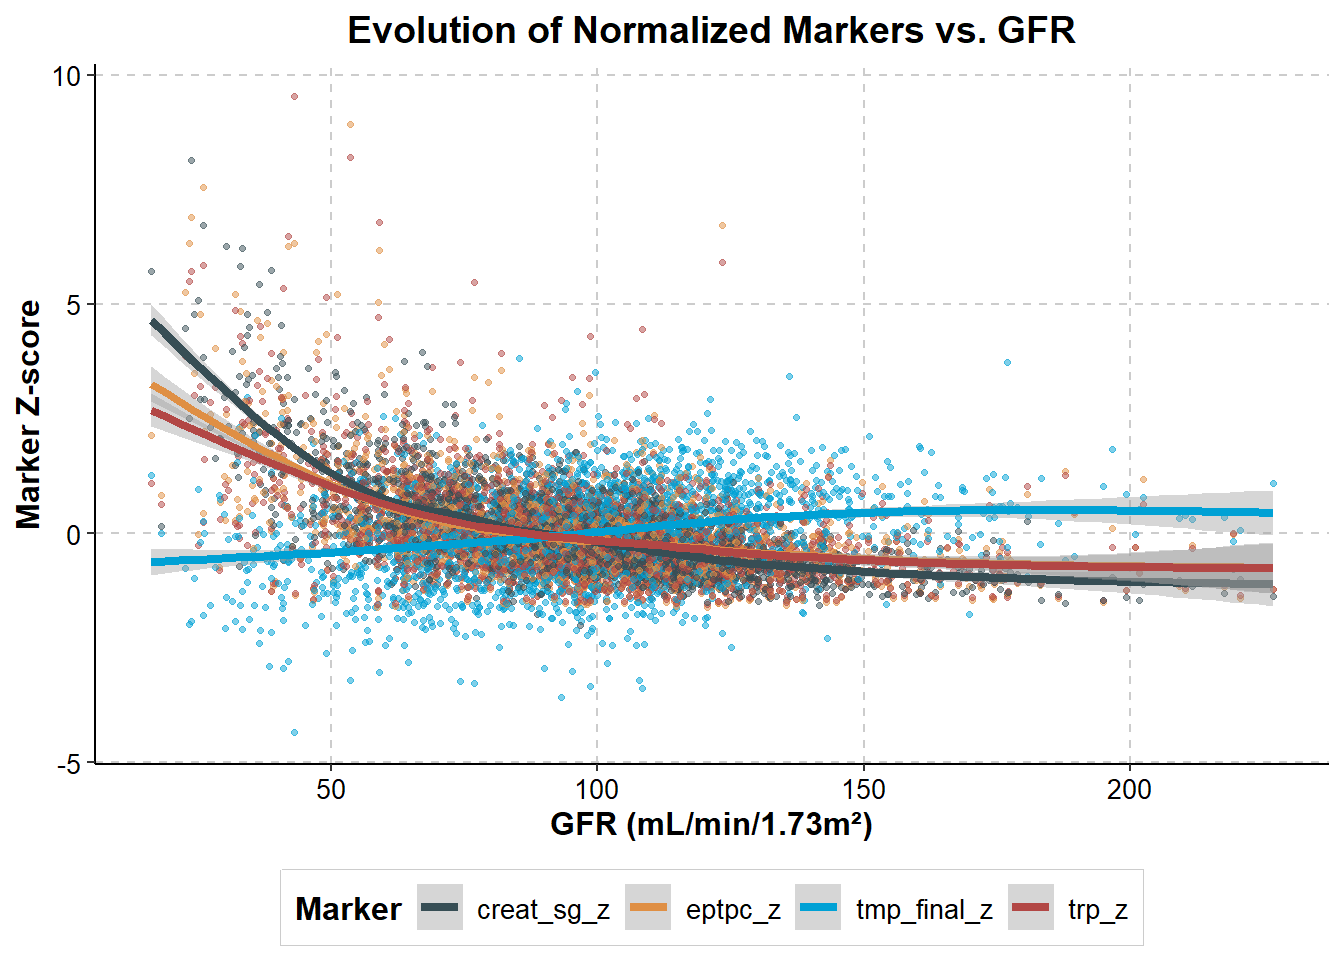 Evolution of Normalized Markers vs. GFR
Marker Z-score
10
5
0
-5
50 100 150 200
GFR (mL/min/1.73m²)
Marker creat_sg_z eptpc_z tmp_final_z trp_z